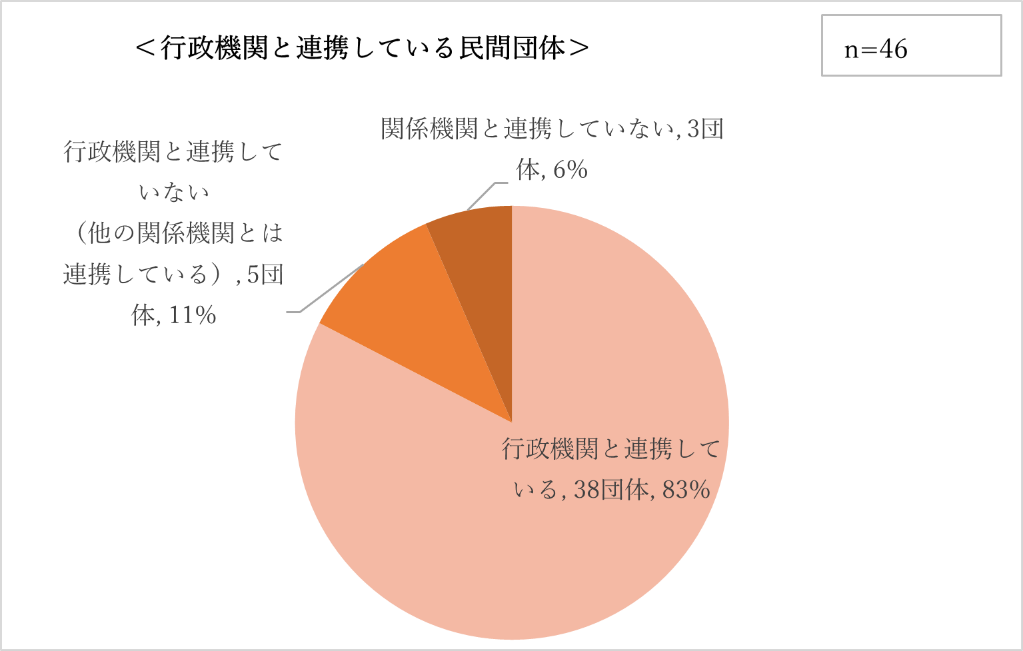 ＜行政機関と連携している民間団体＞
n=46
関係機関と連携していない, 3団
体, 6%
行政機関と連携して
いない
（他の関係機関とは
連携している）, 5団
体, 11%
行政機関と連携して
いる, 38団体, 83%